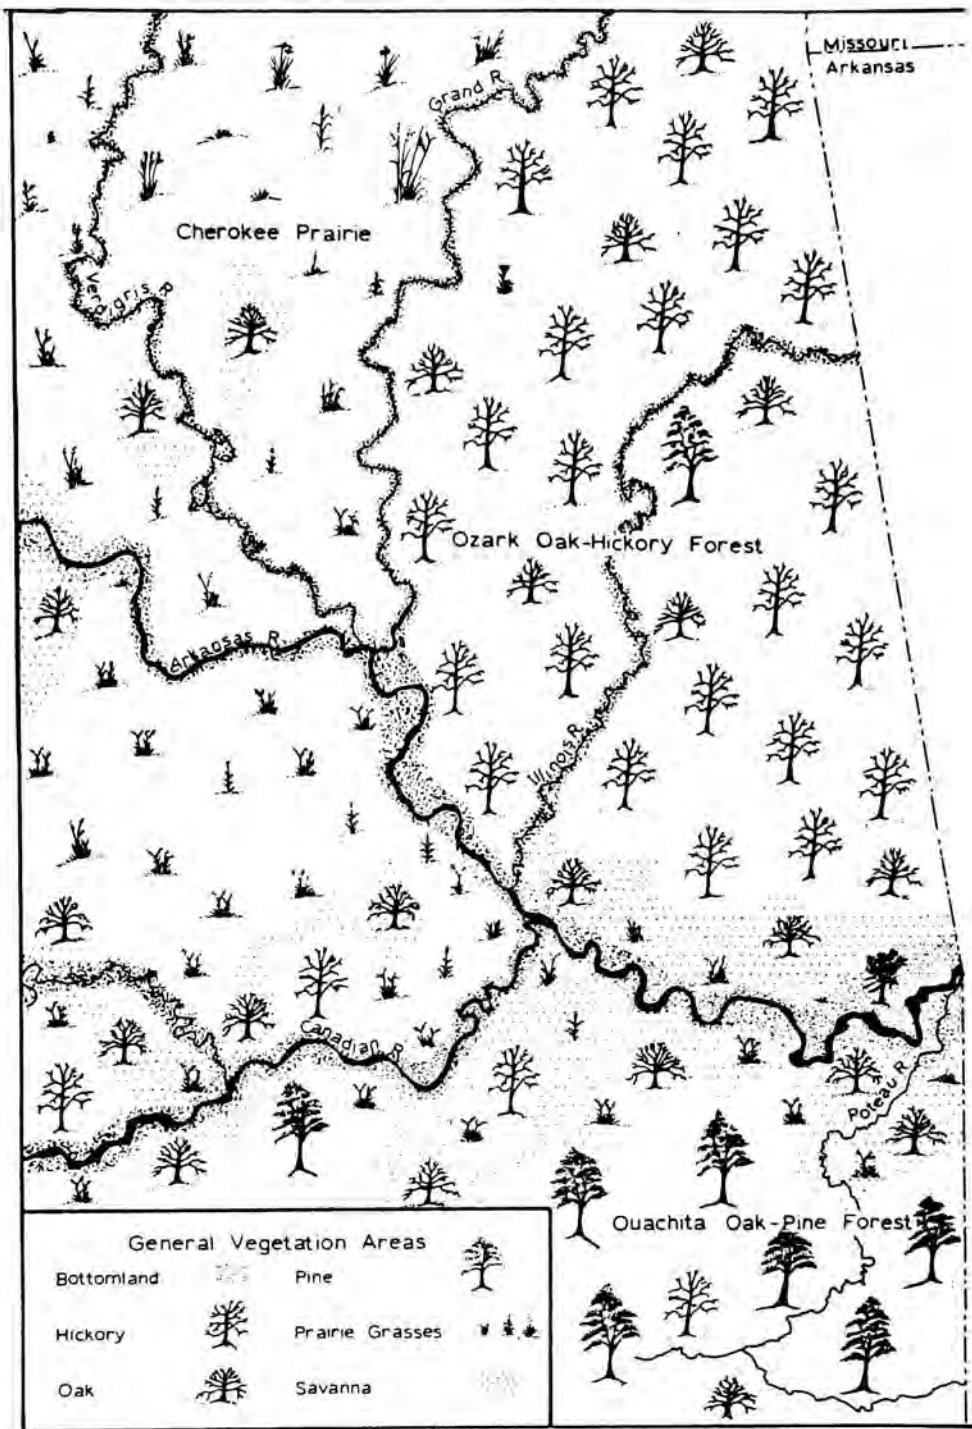 Missouri
Arkansas
Grand R.
Cherokee Prairie
Verdigris R.
Ozark Oak-Hickory Forest
Arkansas R.
Illinois R.
Canadian R.
Poteau R.
Ouachita Oak-Pine Forest
General Vegetation Areas
Bottomland
Pine
Hickory
Prairie Grasses
Oak
Savanna